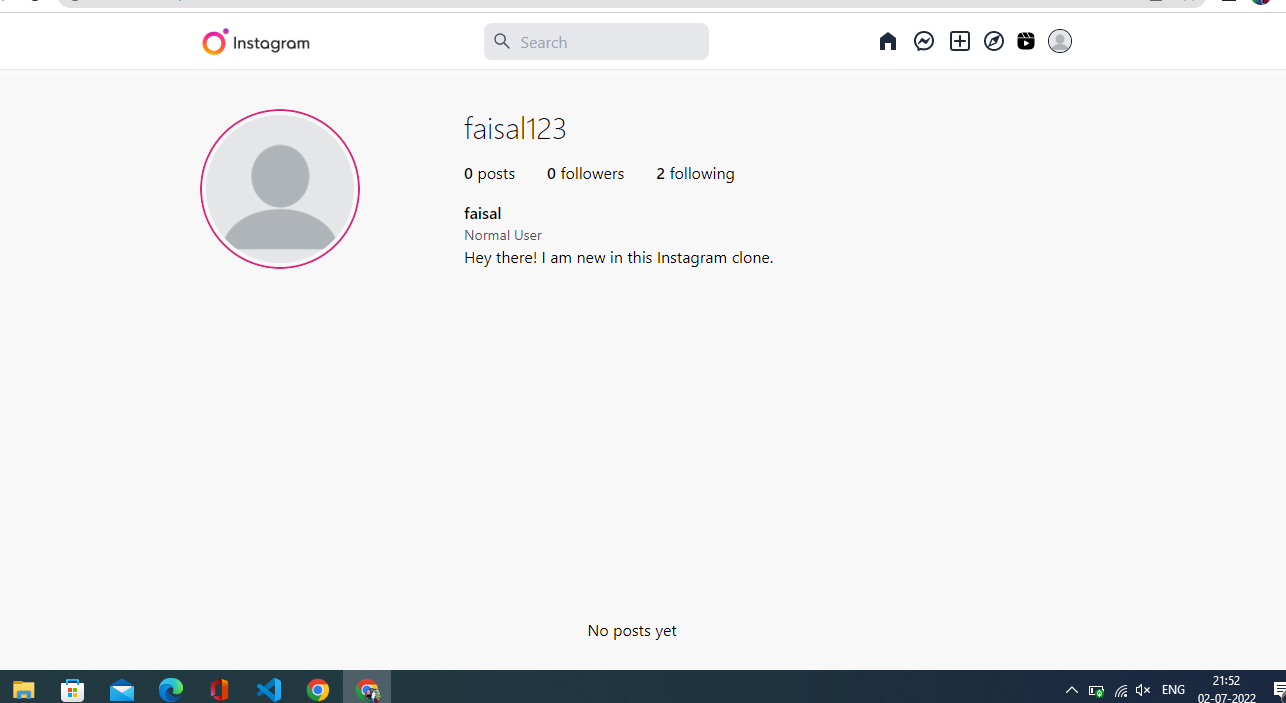 Instagram
Search
faisal123
0 posts 0 followers 2 following
faisal
Normal User
Hey there! I am new in this Instagram clone.
No posts yet
21:52
ENG
02-07-2022